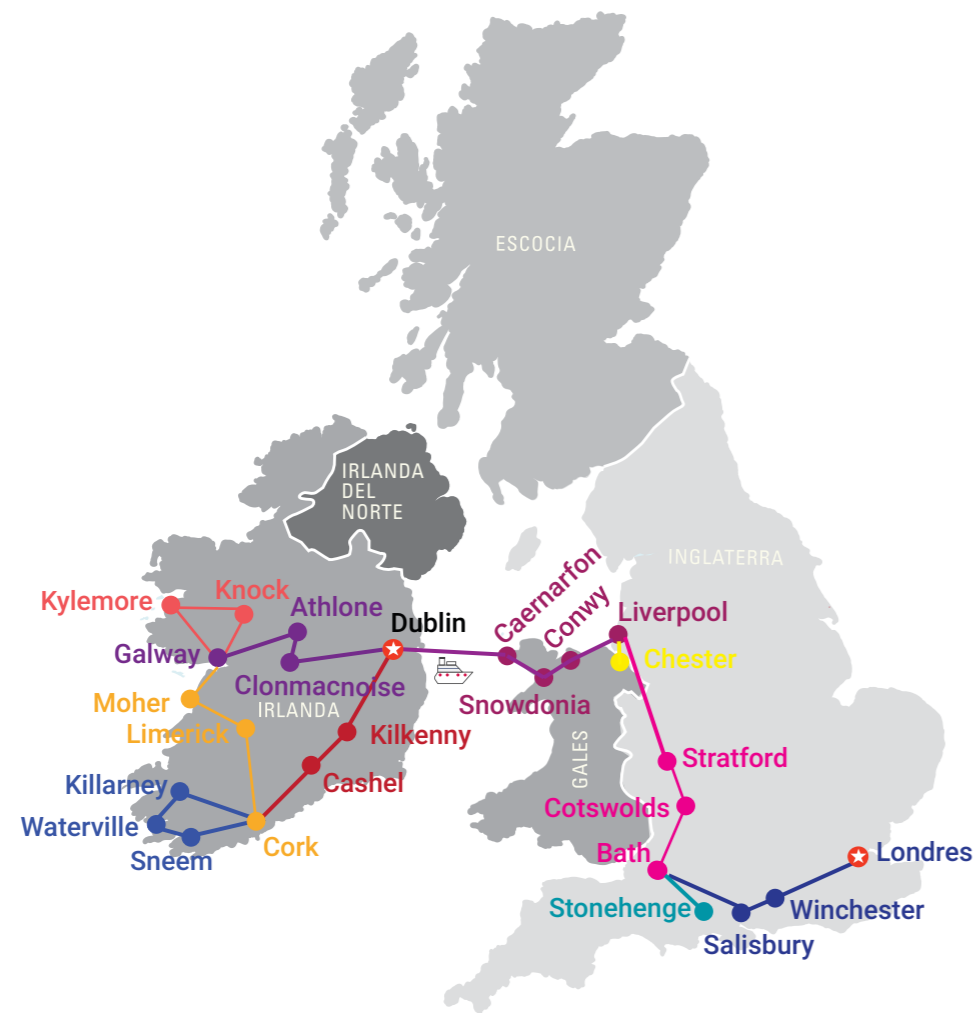 ESCOCIA
IRLANDA
DEL
NORTE
INGLATERRA
Caernarfon
Conwy
Knock
Kylemore
Athlone
Dublin
Liverpool
Galway
Chester
Clonmacnoise
Moher
IRLANDA
Snowdonia
Limerick
Kilkenny
GALES
Stratford
Cashel
Killarney
Cotswolds
Waterville
Cork
Sneem
Bath
Londres
Stonehenge
Winchester
Salisbury